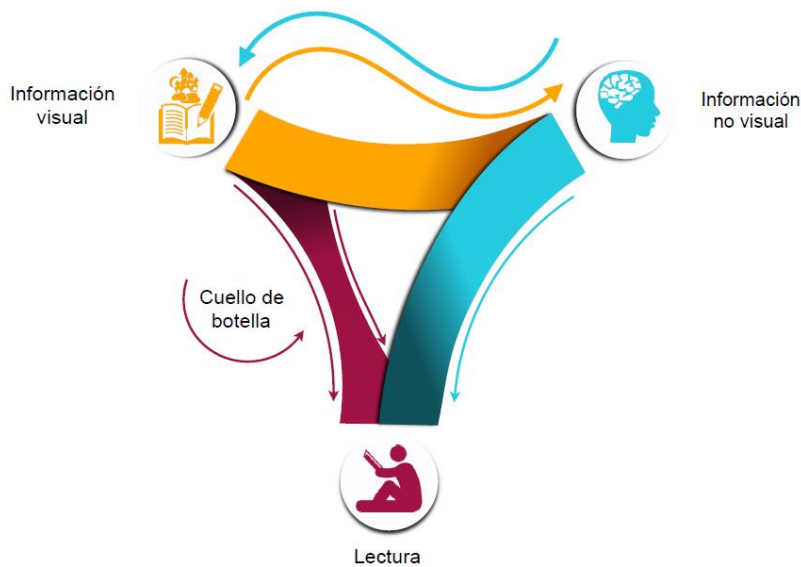 Información
visual
Información
no visual
Cuello de
botella
Lectura